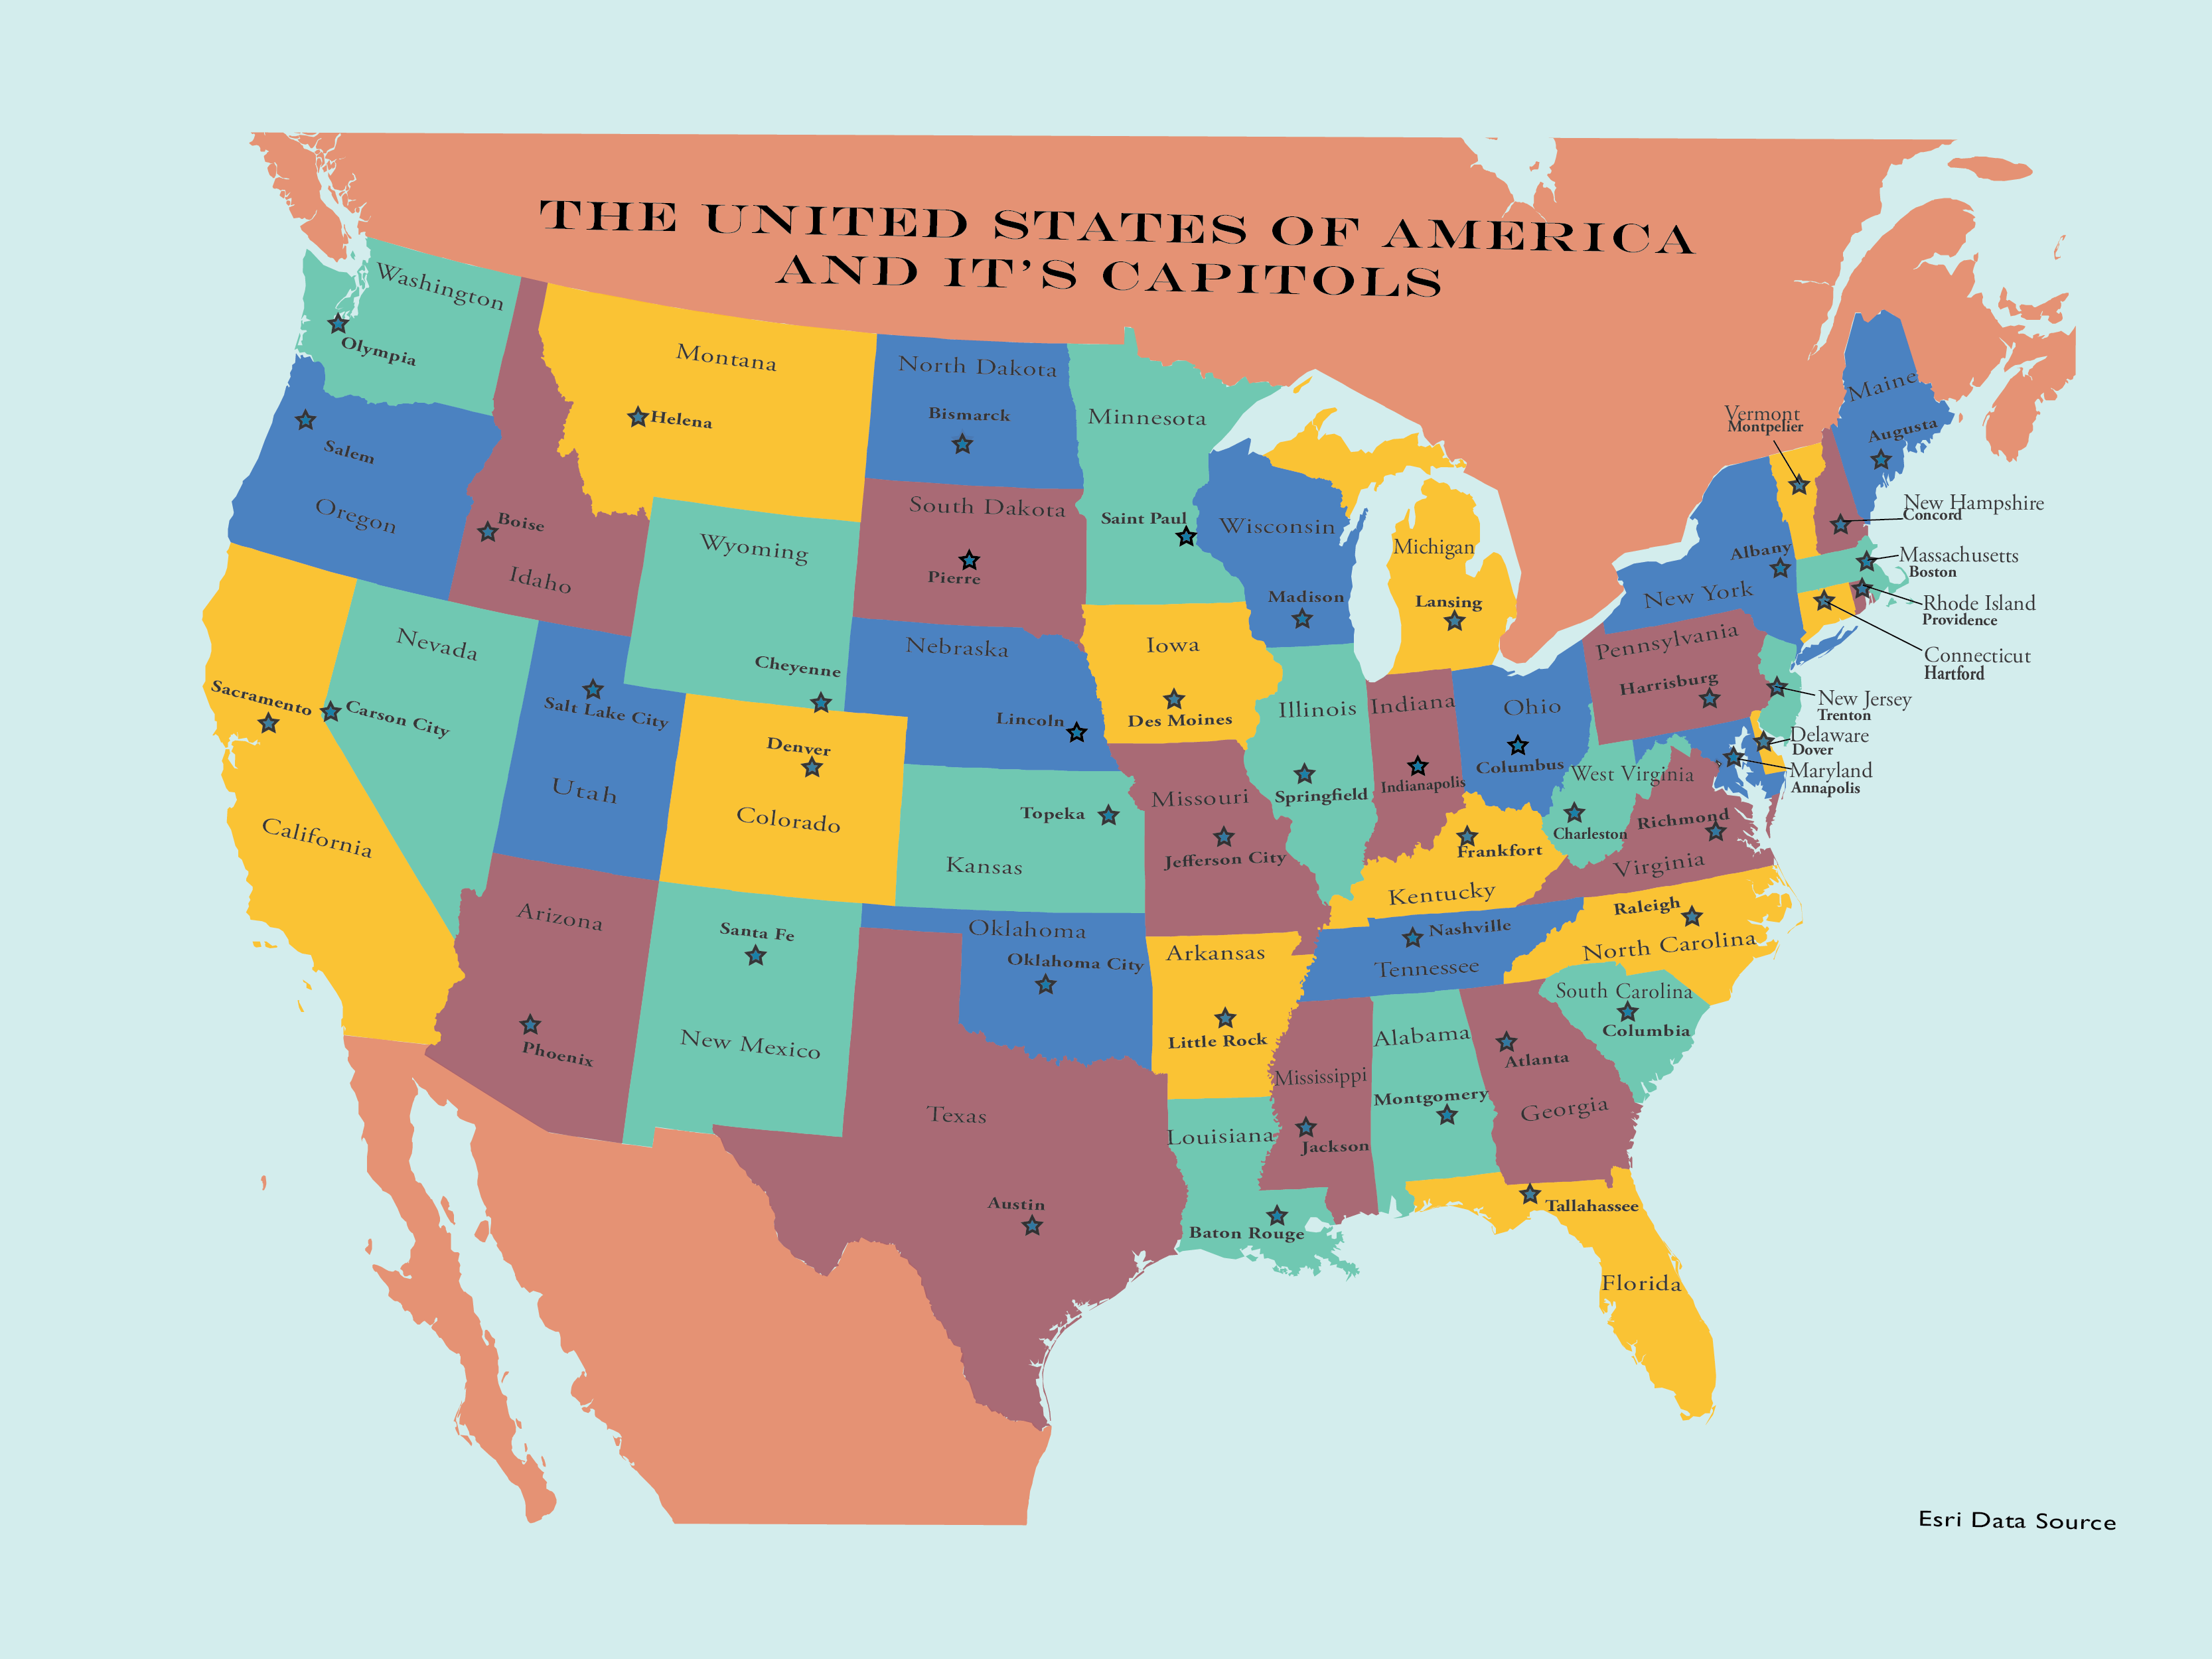 THE UNITED STATES OF AMERICA
AND IT'S CAPITOLS
Washington
Olympia
Montana
Helena
North Dakota
Bismarck
Minnesota
Saint Paul
Maine
Augusta
Vermont
Montpelier
New Hampshire
Concord
Salem
Oregon
Boise
Idaho
Wyoming
Cheyenne
South Dakota
Pierre
Wisconsin
Madison
Michigan
Lansing
Albany
New York
Massachusetts
Boston
Rhode Island
Providence
Connecticut
Hartford
Nevada
Carson City
Sacramento
California
Salt Lake City
Utah
Denver
Colorado
Nebraska
Lincoln
Iowa
Des Moines
Illinois
Springfield
Indiana
Indianapolis
Ohio
Columbus
Pennsylvania
Harrisburg
New Jersey
Trenton
Delaware
Dover
Maryland
Annapolis
West Virginia
Charleston
Richmond
Virginia
Topeka
Kansas
Missouri
Jefferson City
Frankfort
Kentucky
Arizona
Phoenix
Santa Fe
New Mexico
Oklahoma
Oklahoma City
Arkansas
Little Rock
Nashville
Tennessee
Raleigh
North Carolina
South Carolina
Columbia
Texas
Austin
Louisiana
Baton Rouge
Mississippi
Jackson
Alabama
Montgomery
Atlanta
Georgia
Tallahassee
Florida
Esri Data Source